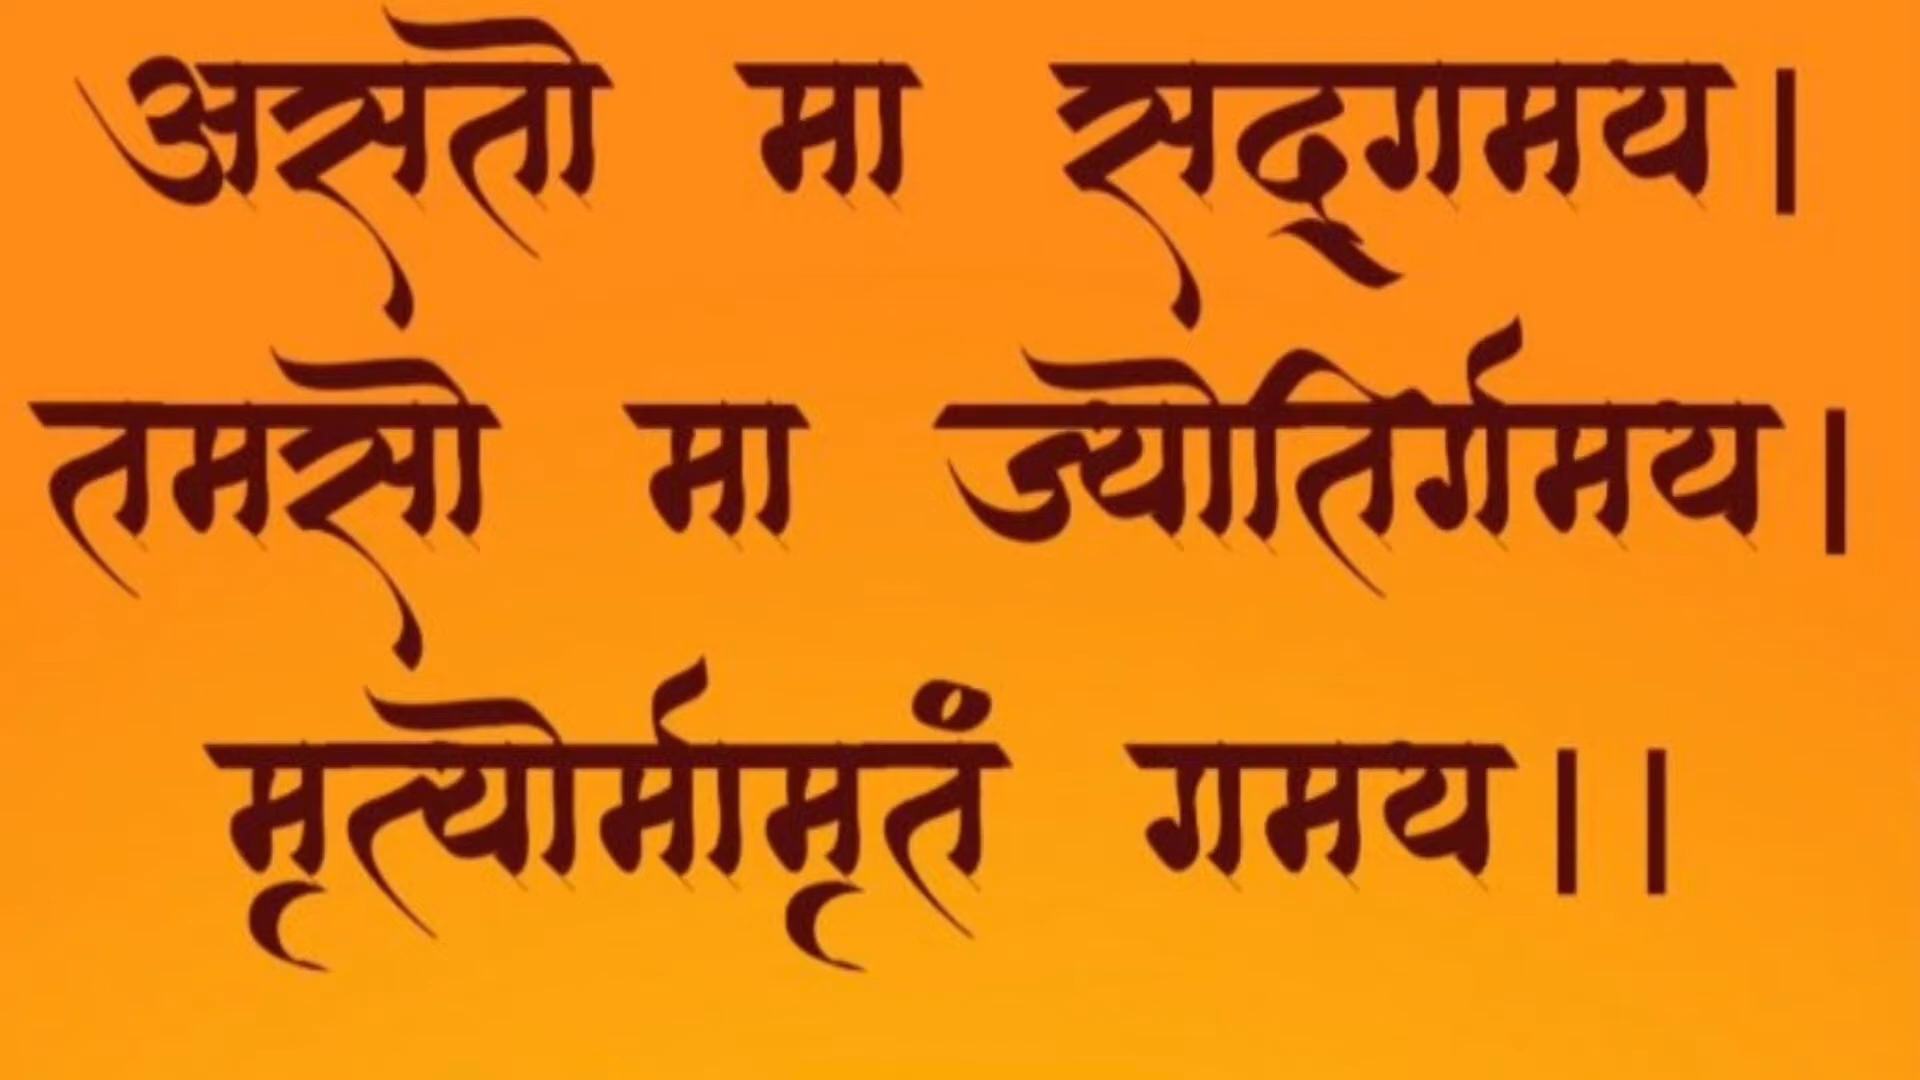 असतो मा सद्‌गमय।
तमसो मा ज्योतिर्गमय।
मृत्योर्मामृतं गमय।।